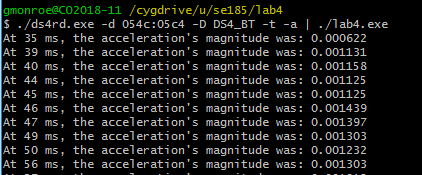 gmonroe@CO2018-11 /cygdrive/u/se185/lab4
$ ./ds4rd.exe -d 054c:05c4 -D DS4_BT -t -a | ./lab4.exe
At 35 ms, the acceleration's magnitude was: 0.000622
At 39 ms, the acceleration's magnitude was: 0.001131
At 40 ms, the acceleration's magnitude was: 0.001158
At 44 ms, the acceleration's magnitude was: 0.001125
At 45 ms, the acceleration's magnitude was: 0.001125
At 46 ms, the acceleration's magnitude was: 0.001439
At 47 ms, the acceleration's magnitude was: 0.001397
At 49 ms, the acceleration's magnitude was: 0.001303
At 50 ms, the acceleration's magnitude was: 0.001232
At 56 ms, the acceleration's magnitude was: 0.001303